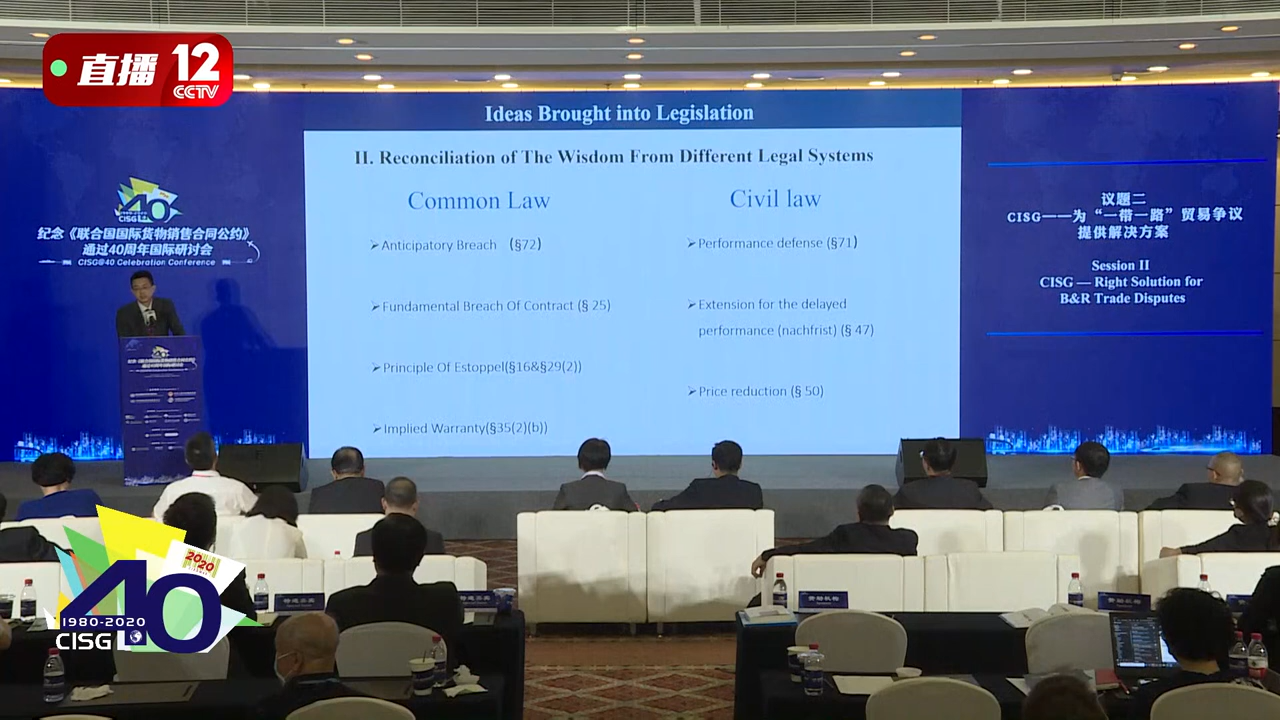 直播 12
CCTV
Ideas Brought into Legislation
II. Reconciliation of The Wisdom From Different Legal Systems
Common Law
➢Anticipatory Breach (§72)
➢Fundamental Breach Of Contract (§ 25)
➢Principle Of Estoppel(§16&§29(2))
➢Implied Warranty(§35(2)(b))
Civil law
➢Performance defense (§71)
➢Extension for the delayed
performance (nachfrist) (§ 47)
➢Price reduction (§ 50)
40
1980-2020
CISG
纪念《联合国国际货物销售合同公约》
通过40周年国际研讨会
CISG@40 Celebration Conference
议题二
CISG——为“一带一路”贸易争议
提供解决方案
Session II
CISG — Right Solution for
B&R Trade Disputes
2020
40
1980-2020
CISG